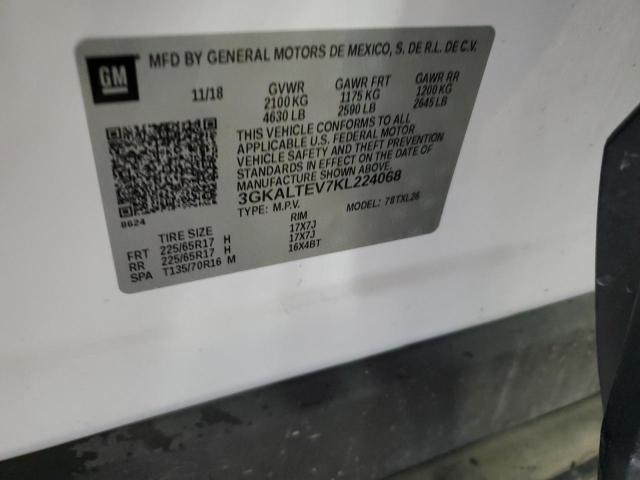 GM
MFD BY GENERAL MOTORS DE MEXICO, S. DE R.L. DE C.V.
11/18 GVWR GAWR FRT GAWR RR
2100 KG 1175 KG 1200 KG
4630 LB 2590 LB 2645 LB
THIS VEHICLE CONFORMS TO ALL
APPLICABLE U.S. FEDERAL MOTOR
VEHICLE SAFETY AND THEFT PREVENTION
STANDARDS IN EFFECT ON THE DATE OF
MANUFACTURE SHOWN ABOVE.
3GKALTEV7KL224068
8624
TYPE: M.P.V. MODEL: 78TXL26
TIRE SIZE RIM
FRT 225/65R17 H 17X7J
RR 225/65R17 H 17X7J
SPA T135/70R16 M 16X4BT